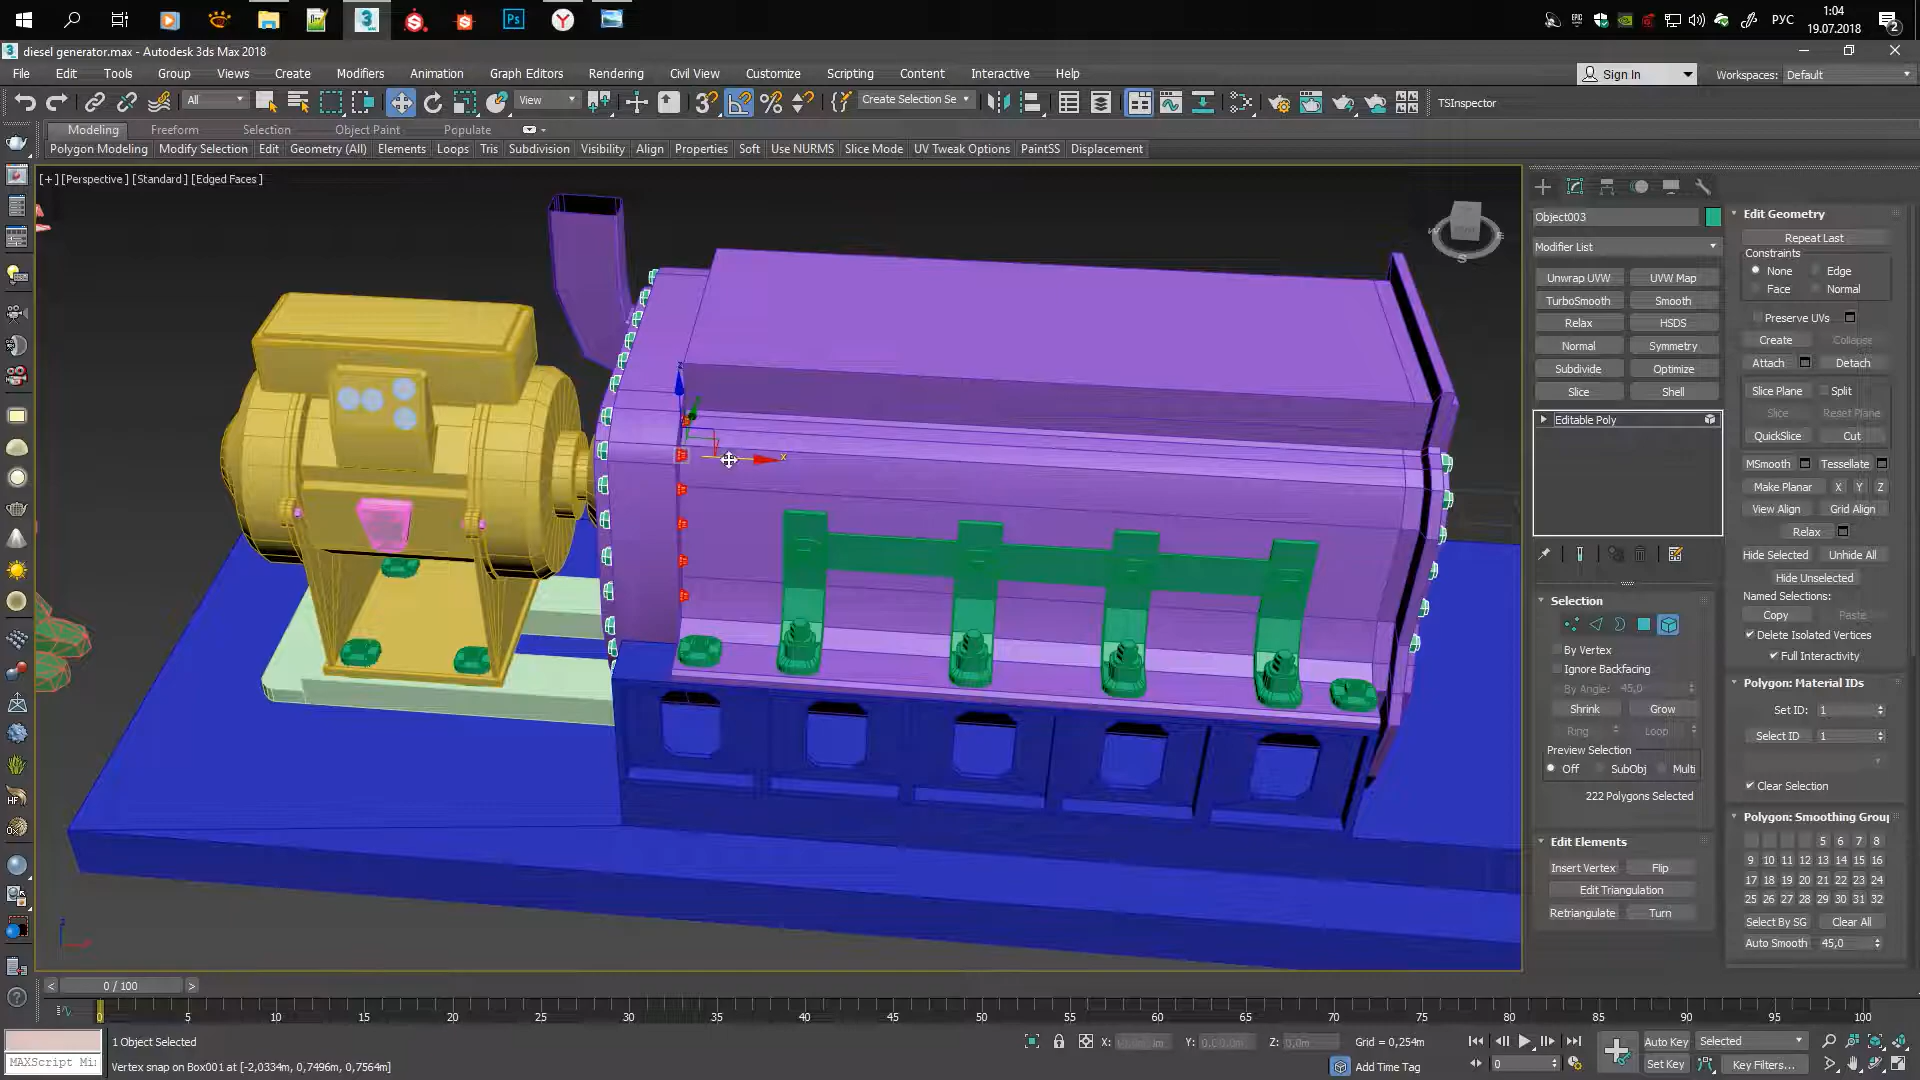 1:04
РУС
19.07.2018
2
diesel generator.max - Autodesk 3ds Max 2018
File Edit Tools Group Views Create Modifiers Animation Graph Editors Rendering Civil View Customize Scripting Content Interactive Help
Sign In
Workspaces: Default
All
View
Create Selection Se
TSInspector
Modeling Freeform Selection Object Paint Populate
Polygon Modeling Modify Selection Edit Geometry (All) Elements Loops Tris Subdivision Visibility Align Properties Soft Use NURMS Slice Mode UV Tweak Options PaintSS Displacement
[+] [Perspective] [Standard] [Edged Faces]
Object003
Modifier List
Unwrap UVW UVW Map
TurboSmooth Smooth
Relax HSDS
Normal Symmetry
Subdivide Optimize
Slice Shell
Editable Poly
Selection
By Vertex
Ignore Backfacing
By Angle: 45,0
Shrink Grow
Ring Loop
Preview Selection
Off SubObj Multi
222 Polygons Selected
Edit Elements
Insert Vertex Flip
Edit Triangulation
Retriangulate Turn
Edit Geometry
Repeat Last
Constraints
None Edge
Face Normal
Preserve UVs
Create Collapse
Attach Detach
Slice Plane Split
Slice Reset Plane
QuickSlice Cut
MSmooth Tessellate
Make Planar X Y Z
View Align Grid Align
Relax
Hide Selected Unhide All
Hide Unselected
Named Selections:
Copy Paste
Delete Isolated Vertices
Full Interactivity
Polygon: Material IDs
Set ID: 1
Select ID 1
Clear Selection
Polygon: Smoothing Group
5 6 7 8
9 10 11 12 13 14 15 16
17 18 19 20 21 22 23 24
25 26 27 28 29 30 31 32
Select By SG Clear All
Auto Smooth 45,0
0 / 100
0 5 10 15 20 25 30 35 40 45 50 55 60 65 70 75 80 85 90 95 100
1 Object Selected
X: Y: Z:
Grid = 0,254m
Auto Key Selected
MAXScript Mi
Vertex snap on Box001 at [-2,0334m, 0,7496m, 0,7564m]
Add Time Tag
0
Set Key Key Filters...